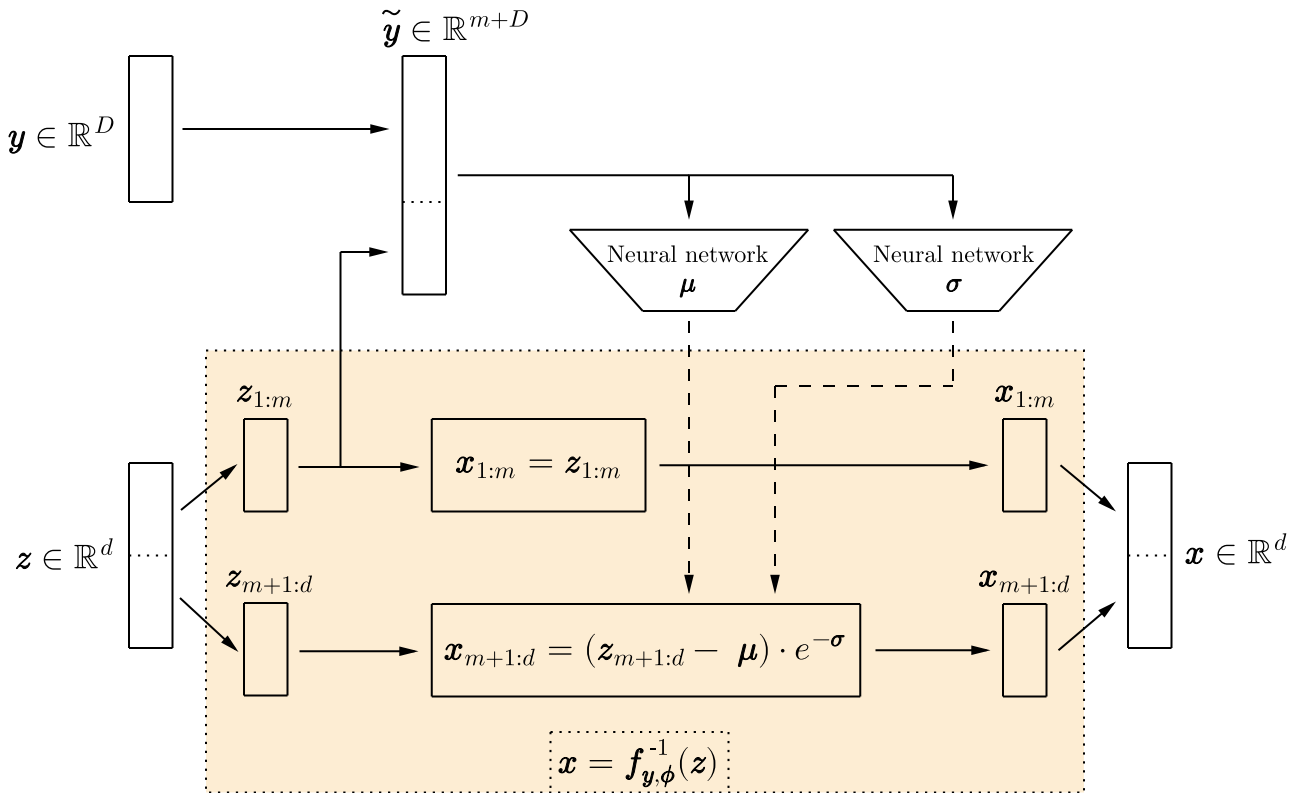 ỹ ∈ ℝ^{m+D}
y ∈ ℝ^D
Neural network
μ
Neural network
σ
z_{1:m}
x_{1:m}
x_{1:m} = z_{1:m}
z ∈ ℝ^d
x ∈ ℝ^d
z_{m+1:d}
x_{m+1:d}
x_{m+1:d} = (z_{m+1:d} − μ) · e^{−σ}
x = f^{-1}_{y,ϕ}(z)